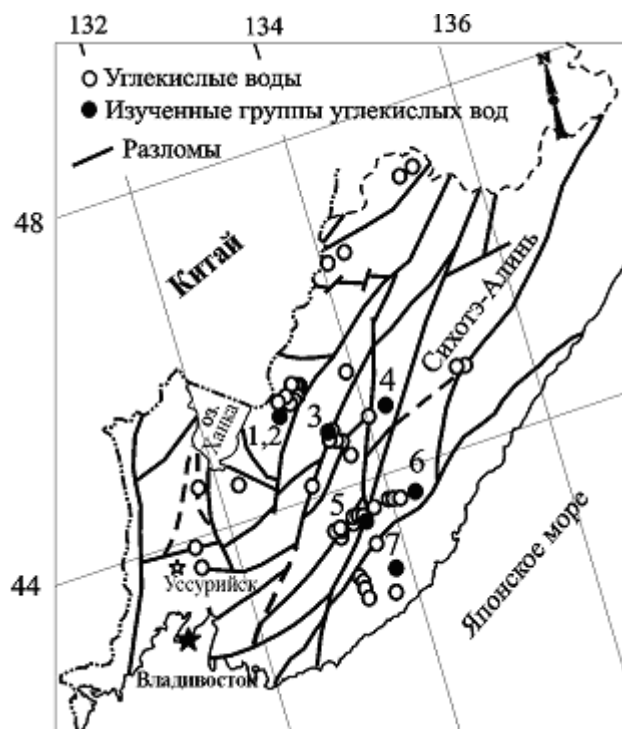 132 134 136
N
Углекислые воды
Изученные группы углекислых вод
Разломы
48
Китай
Сихотэ-Алинь
оз.
Ханка
1,2
3
4
5
6
7
44
Уссурийск
Владивосток
Японское море